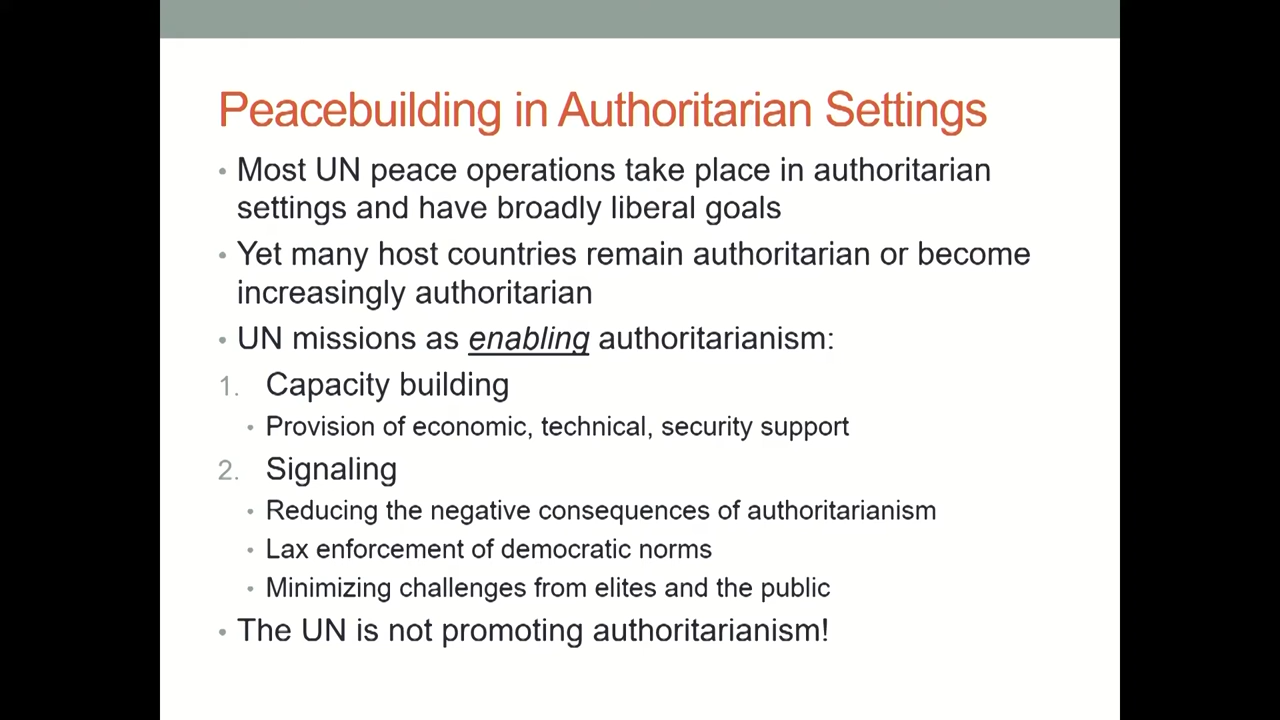 Peacebuilding in Authoritarian Settings
• Most UN peace operations take place in authoritarian
settings and have broadly liberal goals
• Yet many host countries remain authoritarian or become
increasingly authoritarian
• UN missions as enabling authoritarianism:
1. Capacity building
• Provision of economic, technical, security support
2. Signaling
• Reducing the negative consequences of authoritarianism
• Lax enforcement of democratic norms
• Minimizing challenges from elites and the public
• The UN is not promoting authoritarianism!